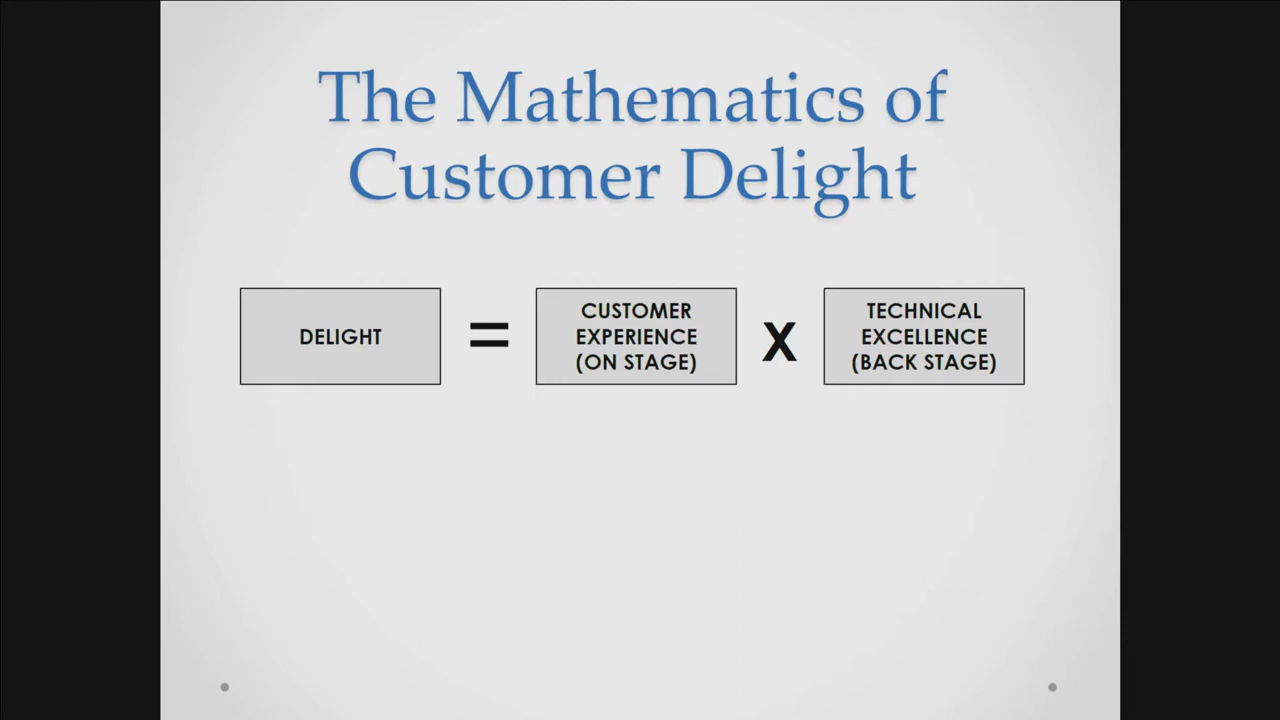 The Mathematics of
Customer Delight
DELIGHT
=
CUSTOMER
EXPERIENCE
(ON STAGE)
X
TECHNICAL
EXCELLENCE
(BACK STAGE)